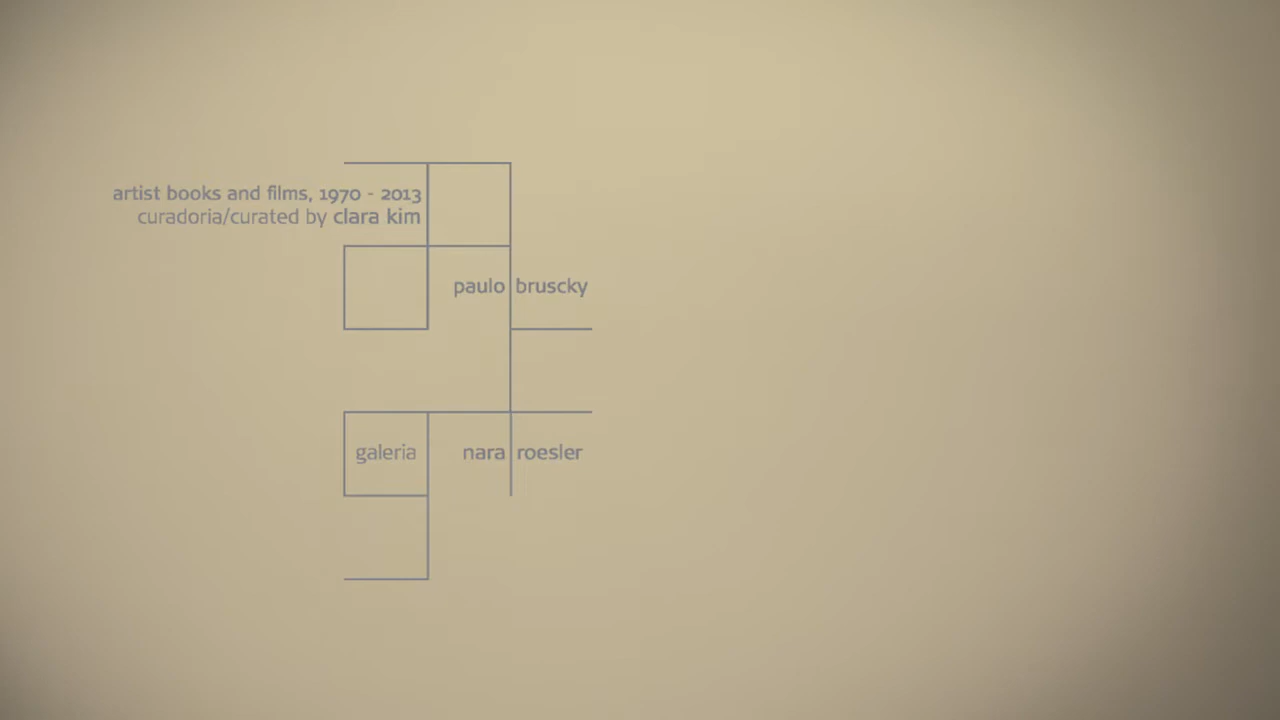 artist books and films, 1970 - 2013
curadoria/curated by clara kim
paulo bruscky
galeria nara roesler